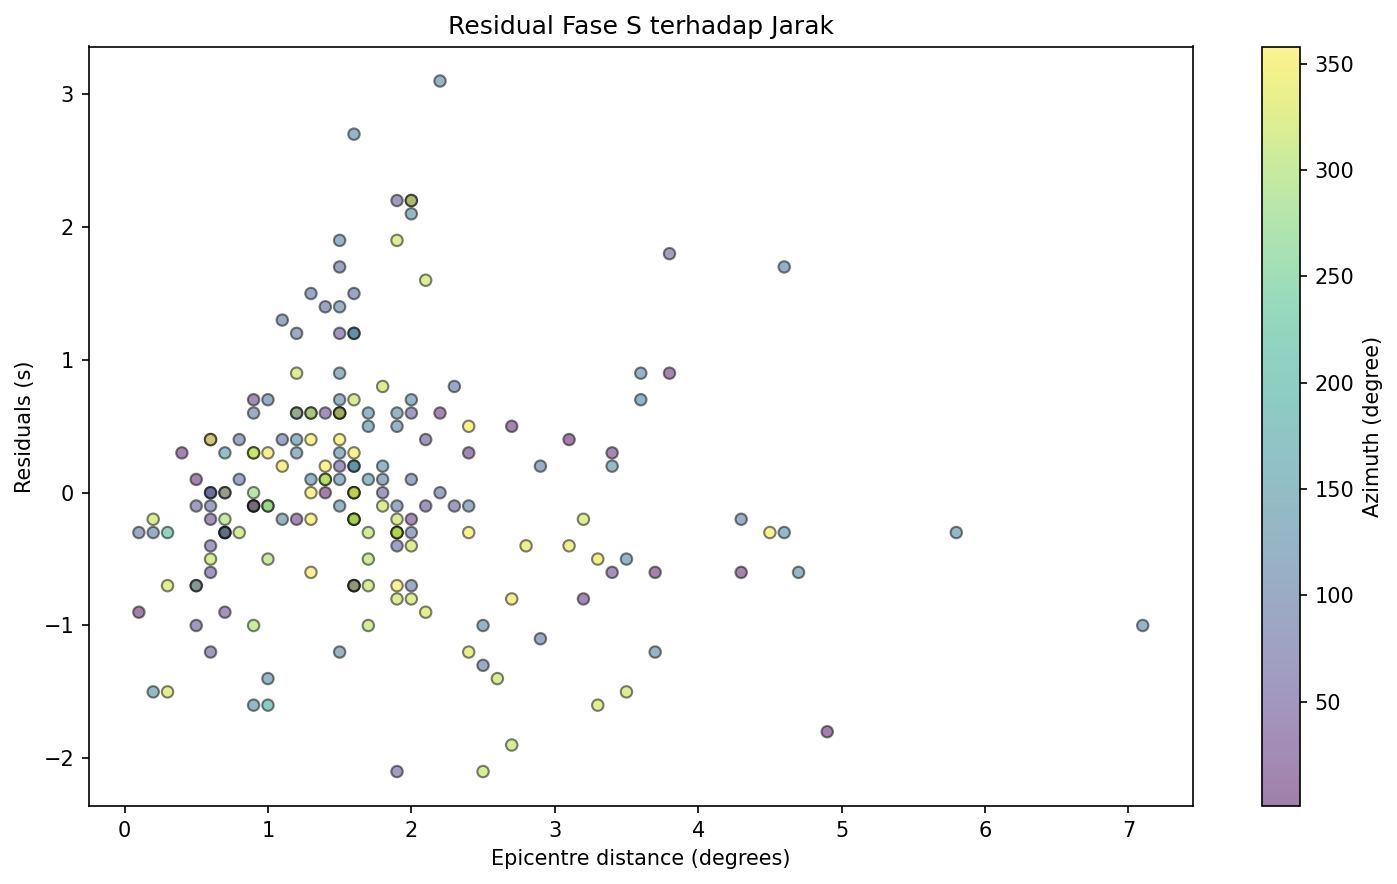 Residual Fase S terhadap Jarak
Residuals (s)
3
2
1
0
−1
−2
0 1 2 3 4 5 6 7
Epicentre distance (degrees)
350
300
250
200
150
100
50
Azimuth (degree)